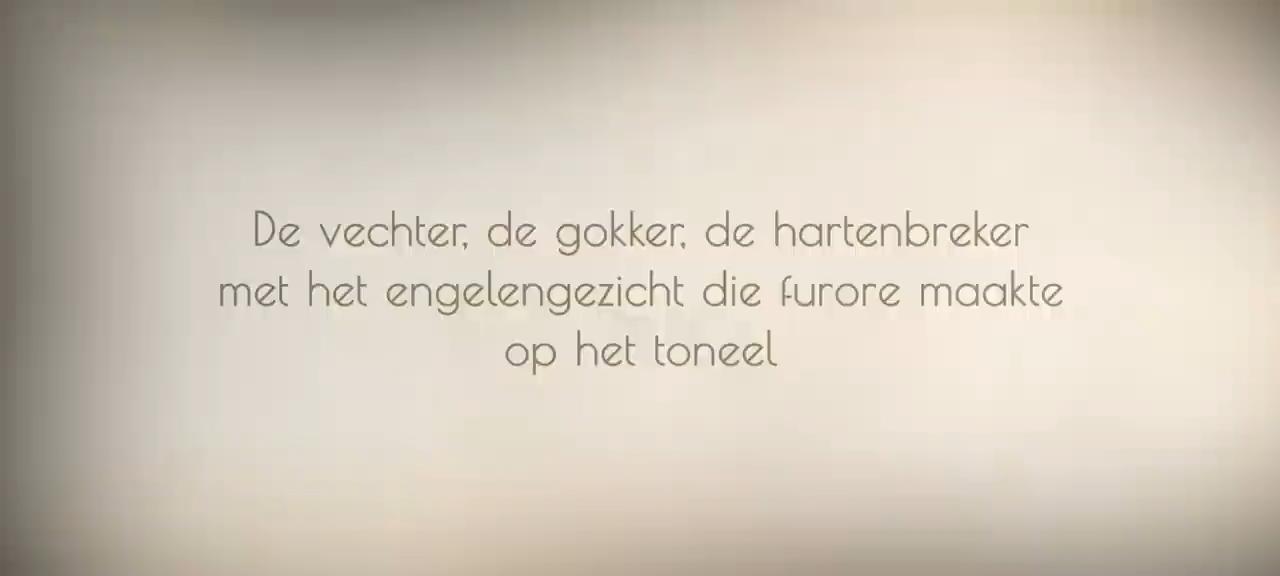 De vechter, de gokker, de hartenbreker
met het engelengezicht die furore maakte
op het toneel